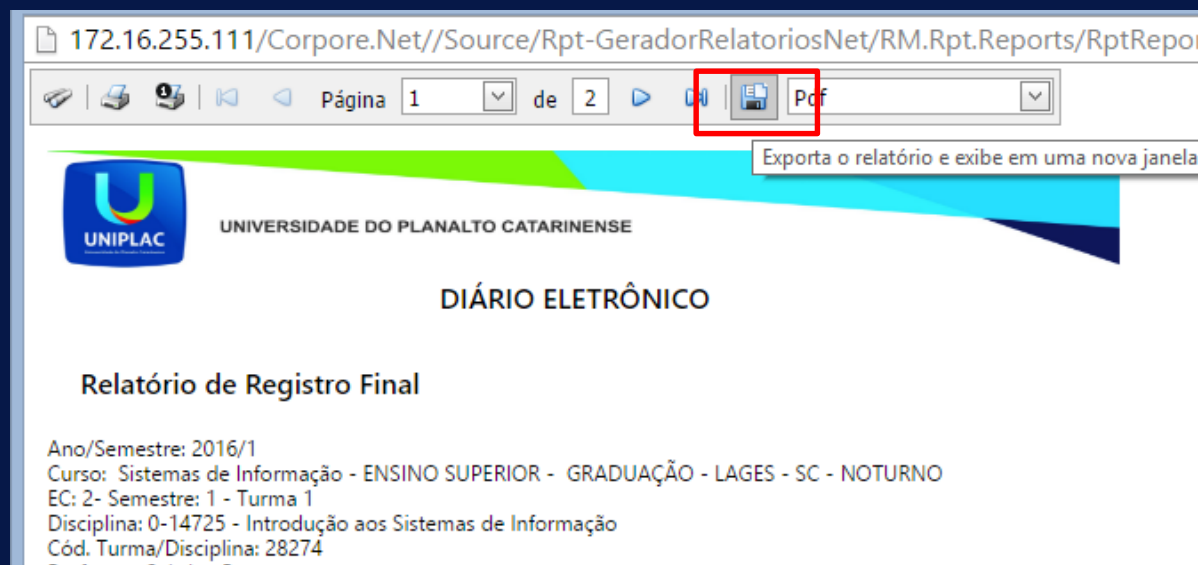 172.16.255.111/Corpore.Net//Source/Rpt-GeradorRelatoriosNet/RM.Rpt.Reports/RptRepor
Página 1 de 2 Pdf
Exporta o relatório e exibe em uma nova janela
UNIPLAC
UNIVERSIDADE DO PLANALTO CATARINENSE
DIÁRIO ELETRÔNICO
Relatório de Registro Final
Ano/Semestre: 2016/1
Curso: Sistemas de Informação - ENSINO SUPERIOR - GRADUAÇÃO - LAGES - SC - NOTURNO
EC: 2- Semestre: 1 - Turma 1
Disciplina: 0-14725 - Introdução aos Sistemas de Informação
Cód. Turma/Disciplina: 28274